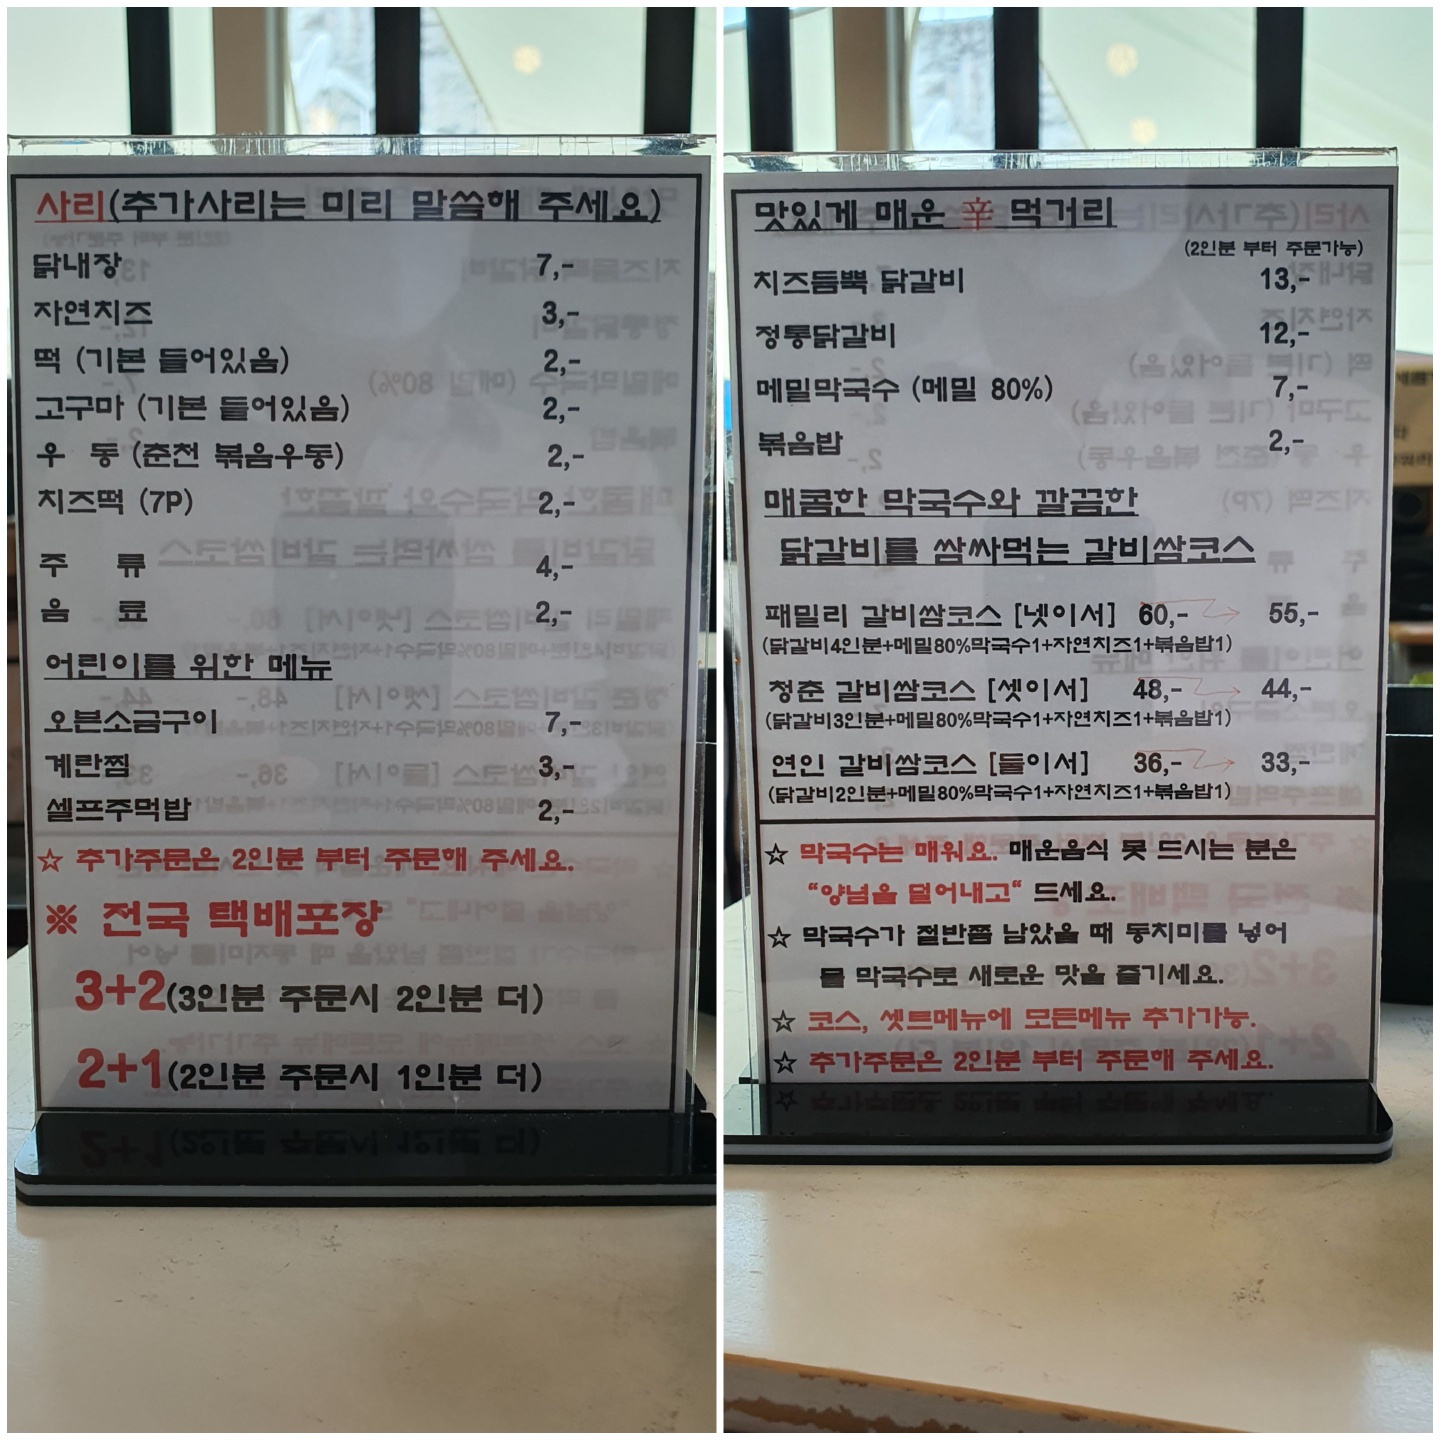 사리(추가사리는 미리 말씀해 주세요)
닭내장 7,-
자연치즈 3,-
떡 (기본 들어있음) 2,-
고구마 (기본 들어있음) 2,-
우 동 (춘천 볶음우동) 2,-
치즈떡 (7P) 2,-
주 류 4,-
음 료 2,-
어린이를 위한 메뉴
오븐소금구이 7,-
계란찜 3,-
셀프주먹밥 2,-
☆ 추가주문은 2인분 부터 주문해 주세요.
※ 전국 택배포장
3+2(3인분 주문시 2인분 더)
2+1(2인분 주문시 1인분 더)
맛있게 매운 辛 먹거리
(2인분 부터 주문가능)
치즈듬뿍 닭갈비 13,-
정통닭갈비 12,-
메밀막국수 (메밀 80%) 7,-
볶음밥 2,-
매콤한 막국수와 깔끔한
닭갈비를 쌈싸먹는 갈비쌈코스
패밀리 갈비쌈코스 [넷이서] 60,- 55,-
(닭갈비4인분+메밀80%막국수1+자연치즈1+볶음밥1)
청춘 갈비쌈코스 [셋이서] 48,- 44,-
(닭갈비3인분+메밀80%막국수1+자연치즈1+볶음밥1)
연인 갈비쌈코스 [둘이서] 36,- 33,-
(닭갈비2인분+메밀80%막국수1+자연치즈1+볶음밥1)
☆ 막국수는 매워요. 매운음식 못 드시는 분은
"양념을 덜어내고" 드세요.
☆ 막국수가 절반쯤 남았을 때 동치미를 넣어
물 막국수로 새로운 맛을 즐기세요.
☆ 코스, 셋트메뉴에 모든메뉴 추가가능.
☆ 추가주문은 2인분 부터 주문해 주세요.